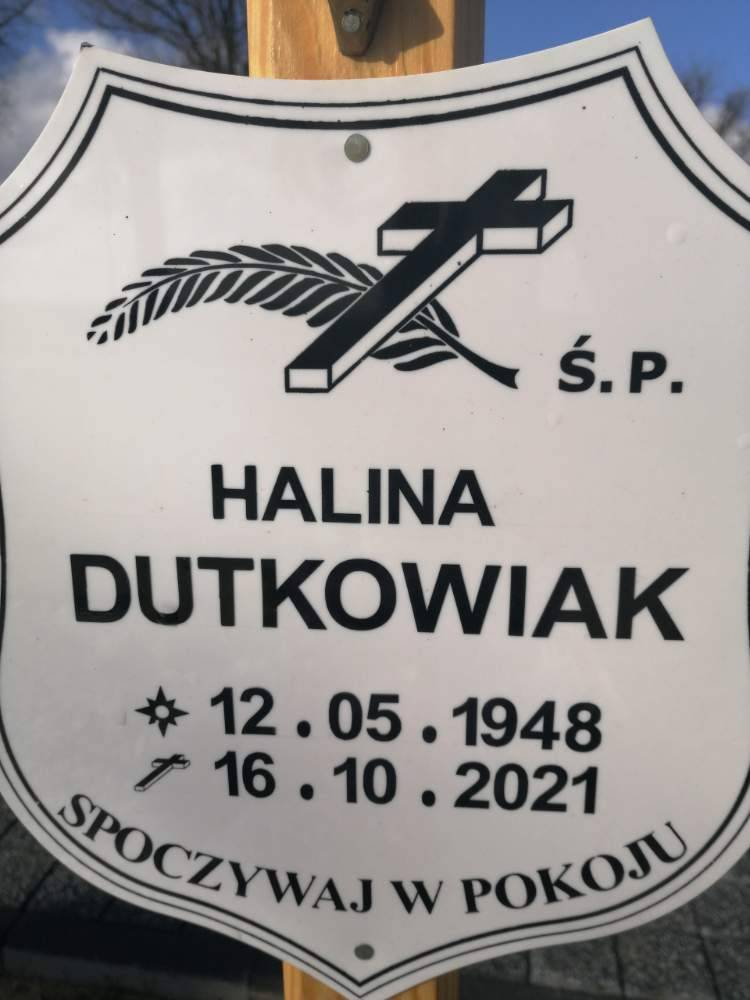 Ś. P.
HALINA
DUTKOWIAK
12.05.1948
16.10.2021
SPOCZYWAJ W POKOJU